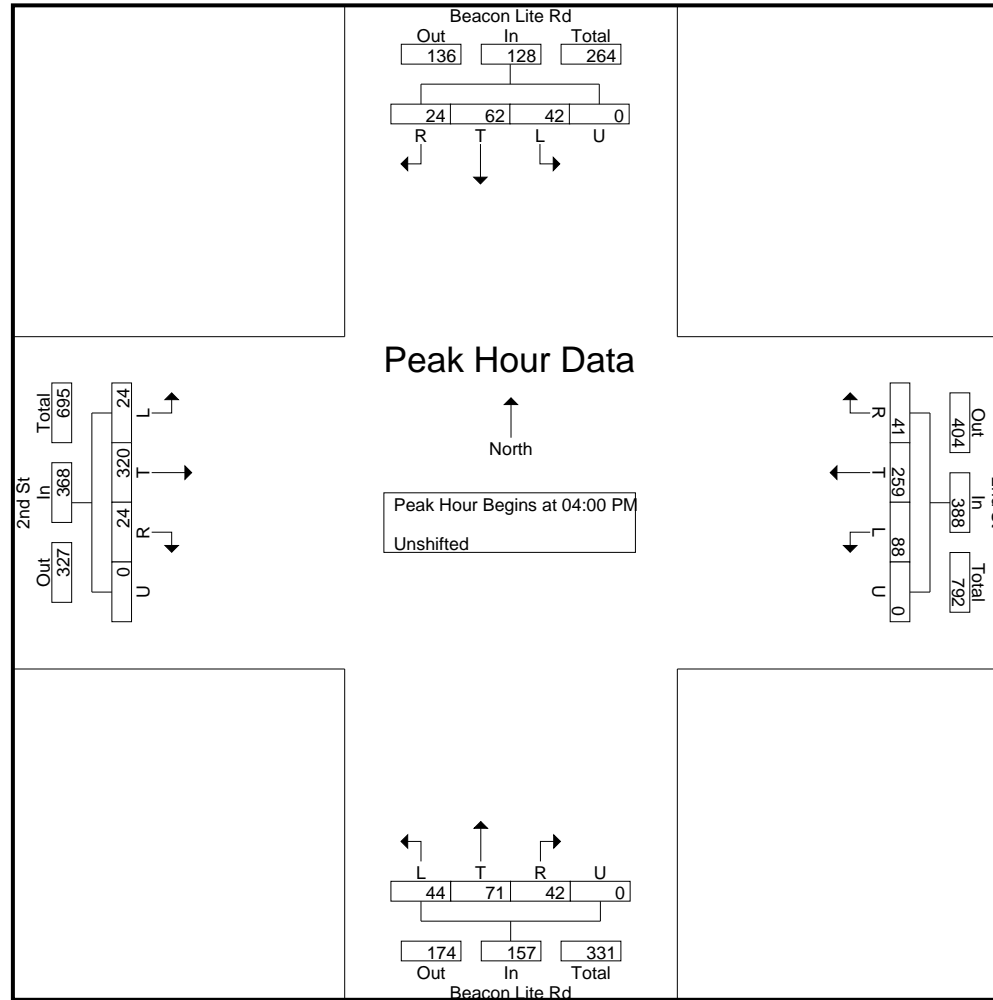 Beacon Lite Rd
Out In Total
136 128 264
24 62 42 0
R T L U
Peak Hour Data
North
Peak Hour Begins at 04:00 PM
Unshifted
2nd St
Total In Out
695 368 327
24 320 24 0
L T R U
R T L U
41 259 88 0
Out In Total
404 388 792
L T R U
44 71 42 0
174 157 331
Out In Total
Beacon Lite Rd